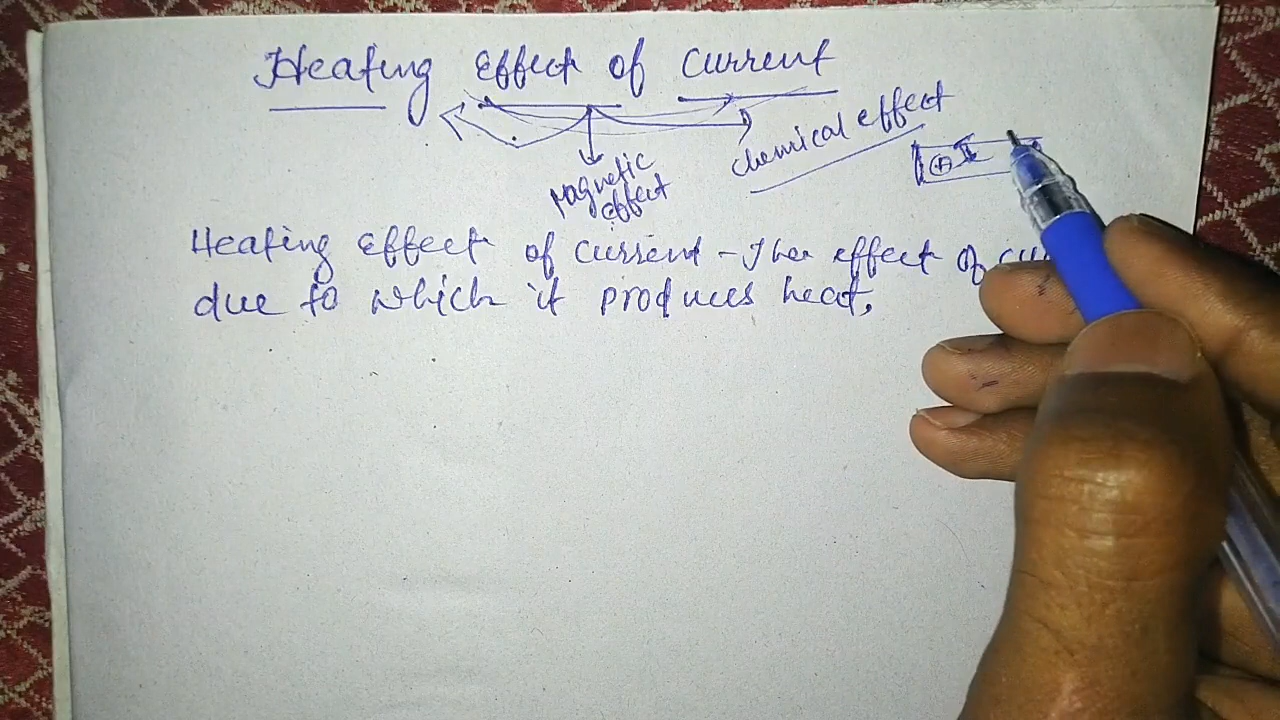 Heating Effect of Current
chemical effect
Magnetic
effect
Heating effect of current - The effect of
due to which it produces heat,